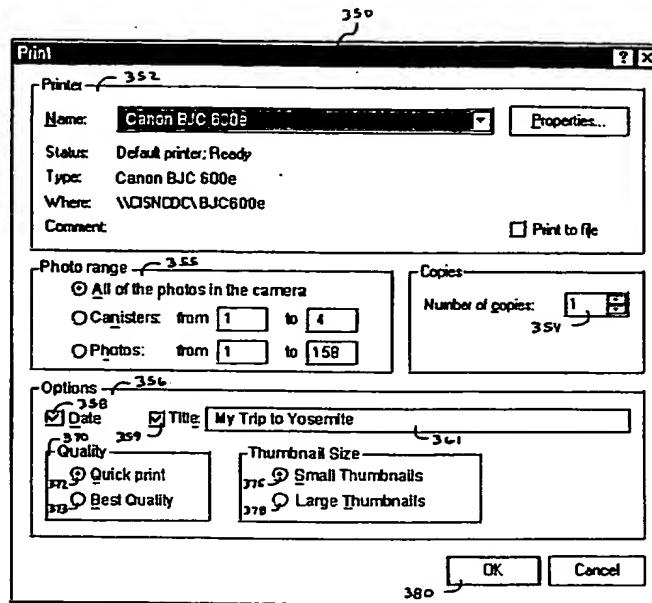 350
Print
? X
Printer 352
Name: Canon BJC 600e Properties...
Status: Default printer; Ready
Type: Canon BJC 600e
Where: \\CISNCDC\BJC600e
Comment: Print to file
Photo range 355 Copies
All of the photos in the camera Number of copies: 1
354
Canisters: from 1 to 4
Photos: from 1 to 158
Options 356
358
Date 359 Title: My Trip to Yosemite
361
370
Quality Thumbnail Size
372 Quick print 376 Small Thumbnails
373 Best Quality 378 Large Thumbnails
OK Cancel
380